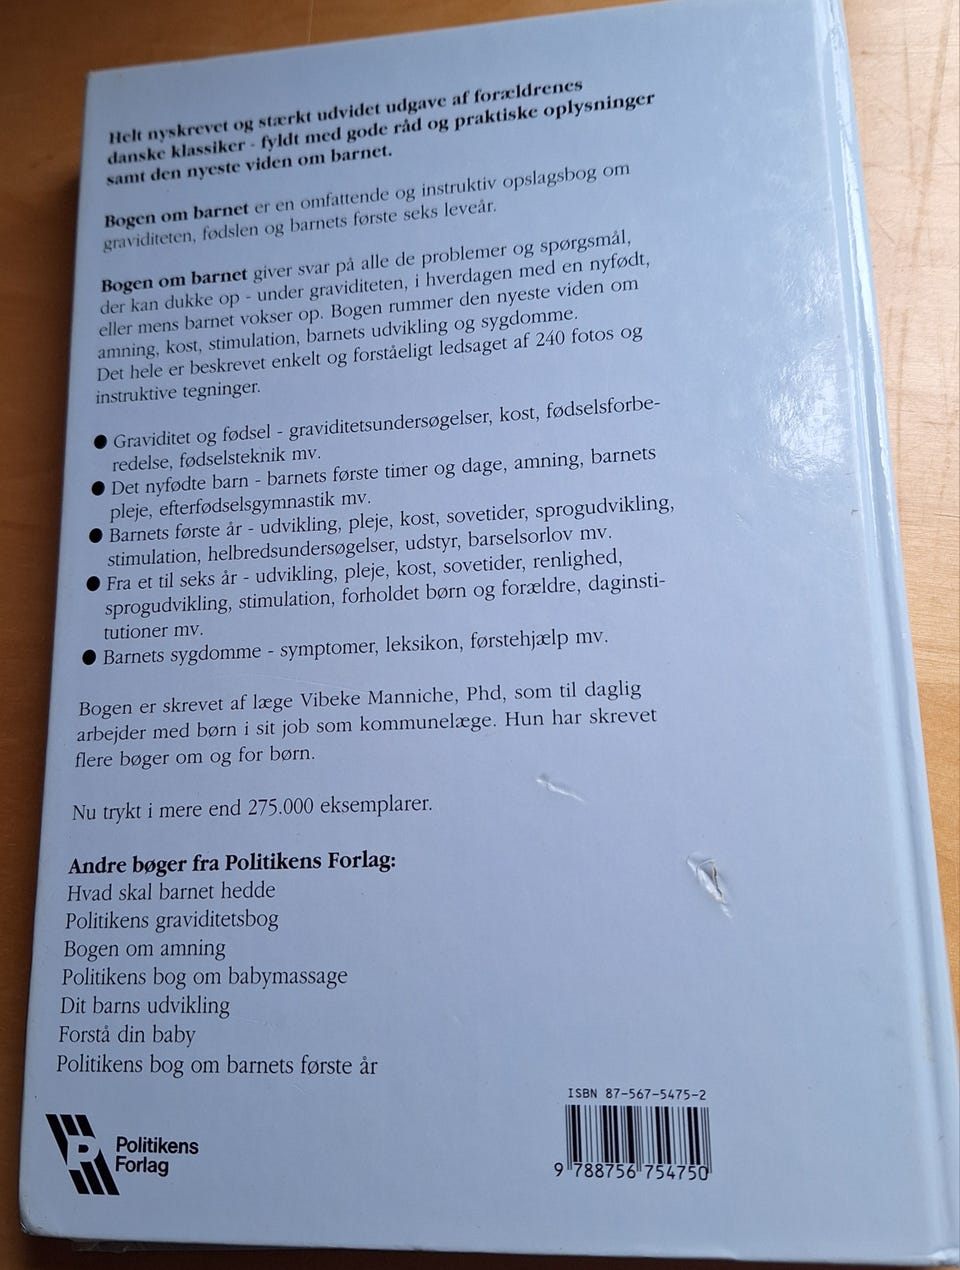 Helt nyskrevet og stærkt udvidet udgave af forældrenes
danske klassiker - fyldt med gode råd og praktiske oplysninger
samt den nyeste viden om barnet.
Bogen om barnet er en omfattende og instruktiv opslagsbog om
graviditeten, fødslen og barnets første seks leveår.
Bogen om barnet giver svar på alle de problemer og spørgsmål,
der kan dukke op - under graviditeten, i hverdagen med en nyfødt,
eller mens barnet vokser op. Bogen rummer den nyeste viden om
amning, kost, stimulation, barnets udvikling og sygdomme.
Det hele er beskrevet enkelt og forståeligt ledsaget af 240 fotos og
instruktive tegninger.
● Graviditet og fødsel - graviditetsundersøgelser, kost, fødselsforbe-
redelse, fødselsteknik mv.
● Det nyfødte barn - barnets første timer og dage, amning, barnets
pleje, efterfødselsgymnastik mv.
● Barnets første år - udvikling, pleje, kost, sovetider, sprogudvikling,
stimulation, helbredsundersøgelser, udstyr, barselsorlov mv.
● Fra et til seks år - udvikling, pleje, kost, sovetider, renlighed,
sprogudvikling, stimulation, forholdet børn og forældre, daginsti-
tutioner mv.
● Barnets sygdomme - symptomer, leksikon, førstehjælp mv.
Bogen er skrevet af læge Vibeke Manniche, Phd, som til daglig
arbejder med børn i sit job som kommunelæge. Hun har skrevet
flere bøger om og for børn.
Nu trykt i mere end 275.000 eksemplarer.
Andre bøger fra Politikens Forlag:
Hvad skal barnet hedde
Politikens graviditetsbog
Bogen om amning
Politikens bog om babymassage
Dit barns udvikling
Forstå din baby
Politikens bog om barnets første år
P
Politikens
Forlag
ISBN 87-567-5475-2
9 788756 754750